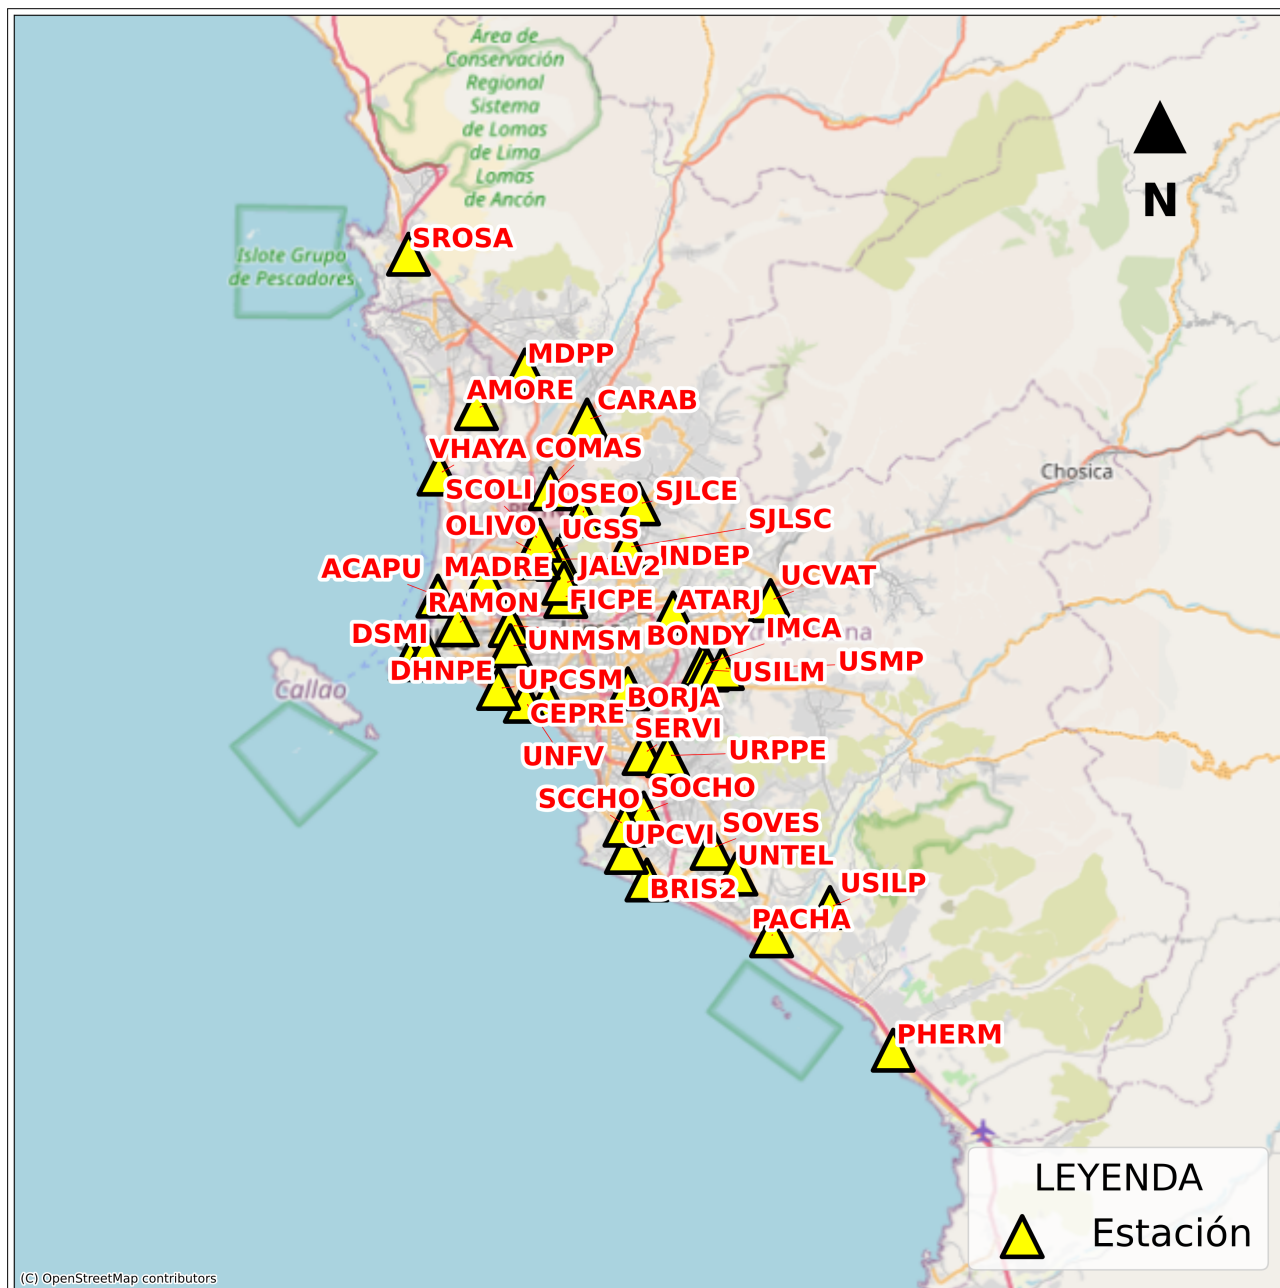 Área de
Conservación
Regional
Sistema
de Lomas
de Lima
Lomas
de Ancón
N
SROSA
Islote Grupo
de Pescadores
MDPP
AMORE
CARAB
VHAYA
COMAS
Chosica
SCOLI
JOSEO
SJLCE
OLIVO
UCSS
SJLSC
INDEP
ACAPU
MADRE
JALV2
UCVAT
RAMON
FICPE
ATARJ
DSMI
UNMSM
BONDY
IMCA
DHNPE
UPCSM
USILM
USMP
Callao
CEPRE
BORJA
SERVI
UNFV
URPPE
SCCHO
SOCHO
UPCVI
SOVES
UNTEL
BRIS2
USILP
PACHA
PHERM
LEYENDA
Estación
(C) OpenStreetMap contributors